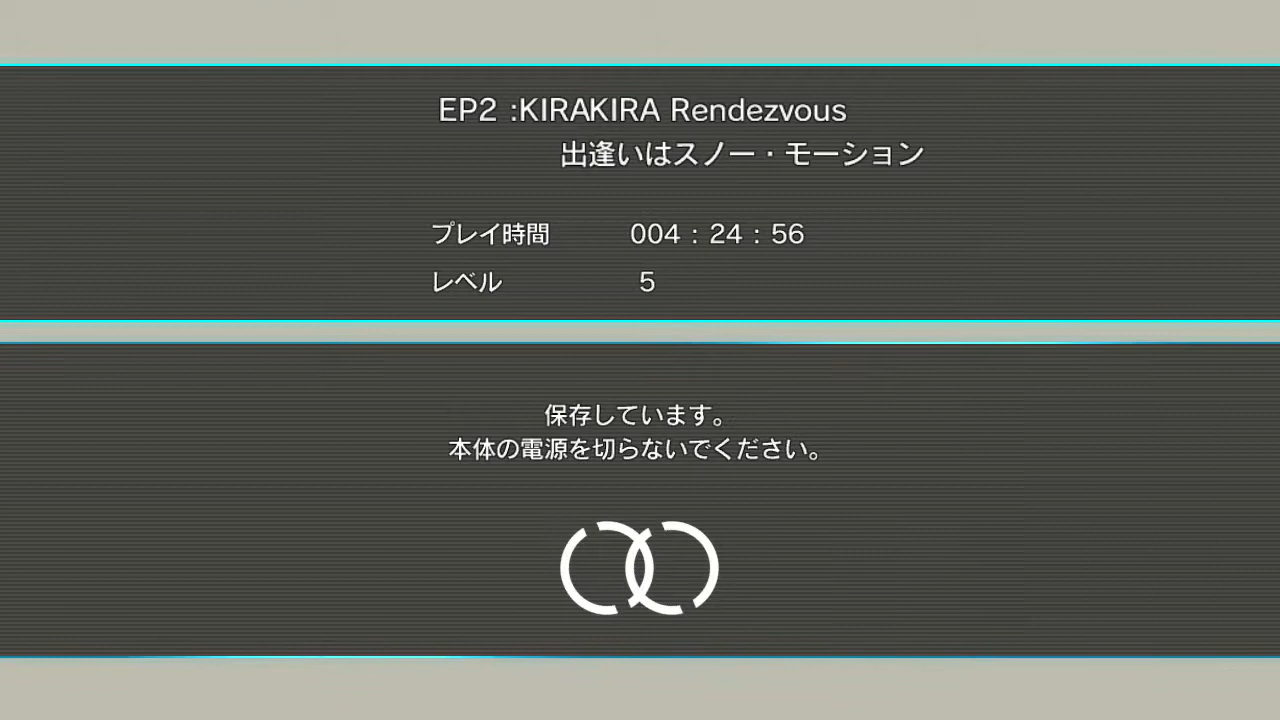 EP2 :KIRAKIRA Rendezvous
出逢いはスノー・モーション
プレイ時間 004 : 24 : 56
レベル 5
保存しています。
本体の電源を切らないでください。